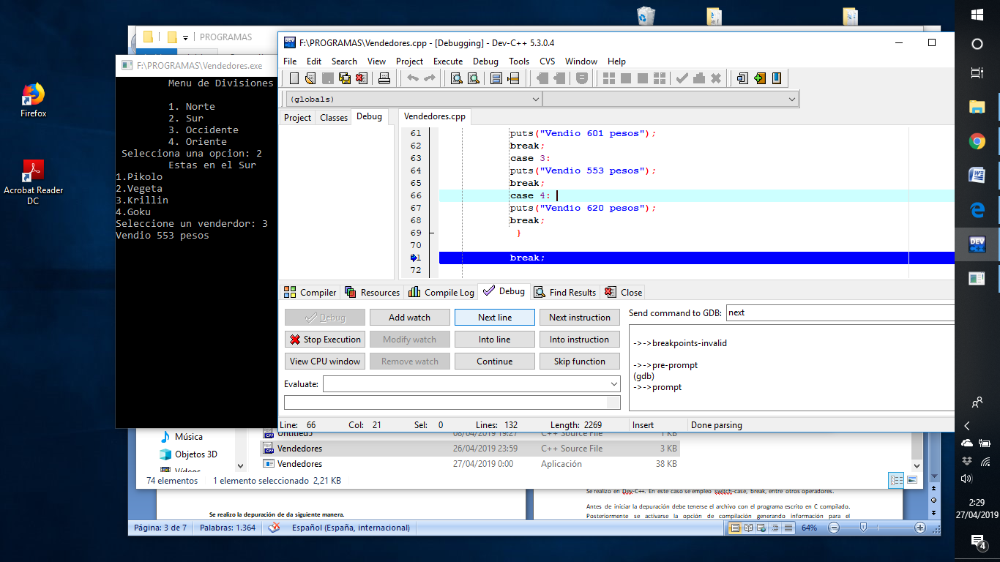 PROGRAMAS
F:\PROGRAMAS\Vendedores.cpp - [Debugging] - Dev-C++ 5.3.0.4
File Edit Search View Project Execute Debug Tools CVS Window Help
(globals)
Project Classes Debug
Vendedores.cpp
61 puts("Vendio 601 pesos");
62 break;
63 case 3:
64 puts("Vendio 553 pesos");
65 break;
66 case 4:
67 puts("Vendio 620 pesos");
68 break;
69 }
70
break;
72
Compiler Resources Compile Log Debug Find Results Close
Debug Add watch Next line Next instruction
Stop Execution Modify watch Into line Into instruction
View CPU window Remove watch Continue Skip function
Evaluate:
Send command to GDB: next
->->breakpoints-invalid
->->pre-prompt
(gdb)
->->prompt
Line: 66 Col: 21 Sel: 0 Lines: 132 Length: 2269 Insert Done parsing
F:\PROGRAMAS\Vendedores.exe
Menu de Divisiones
1. Norte
2. Sur
3. Occidente
4. Oriente
Selecciona una opcion: 2
Estas en el Sur
1.Pikolo
2.Vegeta
3.Krillin
4.Goku
Seleccione un venderdor: 3
Vendio 553 pesos
Firefox
Acrobat Reader
DC
Música
Objetos 3D
Vídeos
Untitled5 08/04/2019 19:27 C++ Source File 1 KB
Vendedores 26/04/2019 23:59 C++ Source File 3 KB
Vendedores 27/04/2019 0:00 Aplicación 38 KB
74 elementos 1 elemento seleccionado 2,21 KB
Se realizo la depuración de da siguiente manera.
Se realizo en Dev-C++. En este caso se empleo switch-case, break, entre otros operadores.
Antes de iniciar la depuración debe tenerse el archivo con el programa escrito en C compilado.
Posteriormente se activarse la opción de compilación generando información para el
Página: 3 de 7 Palabras: 1.364 Español (España, internacional) 64%
DEV
2:29
27/04/2019
4